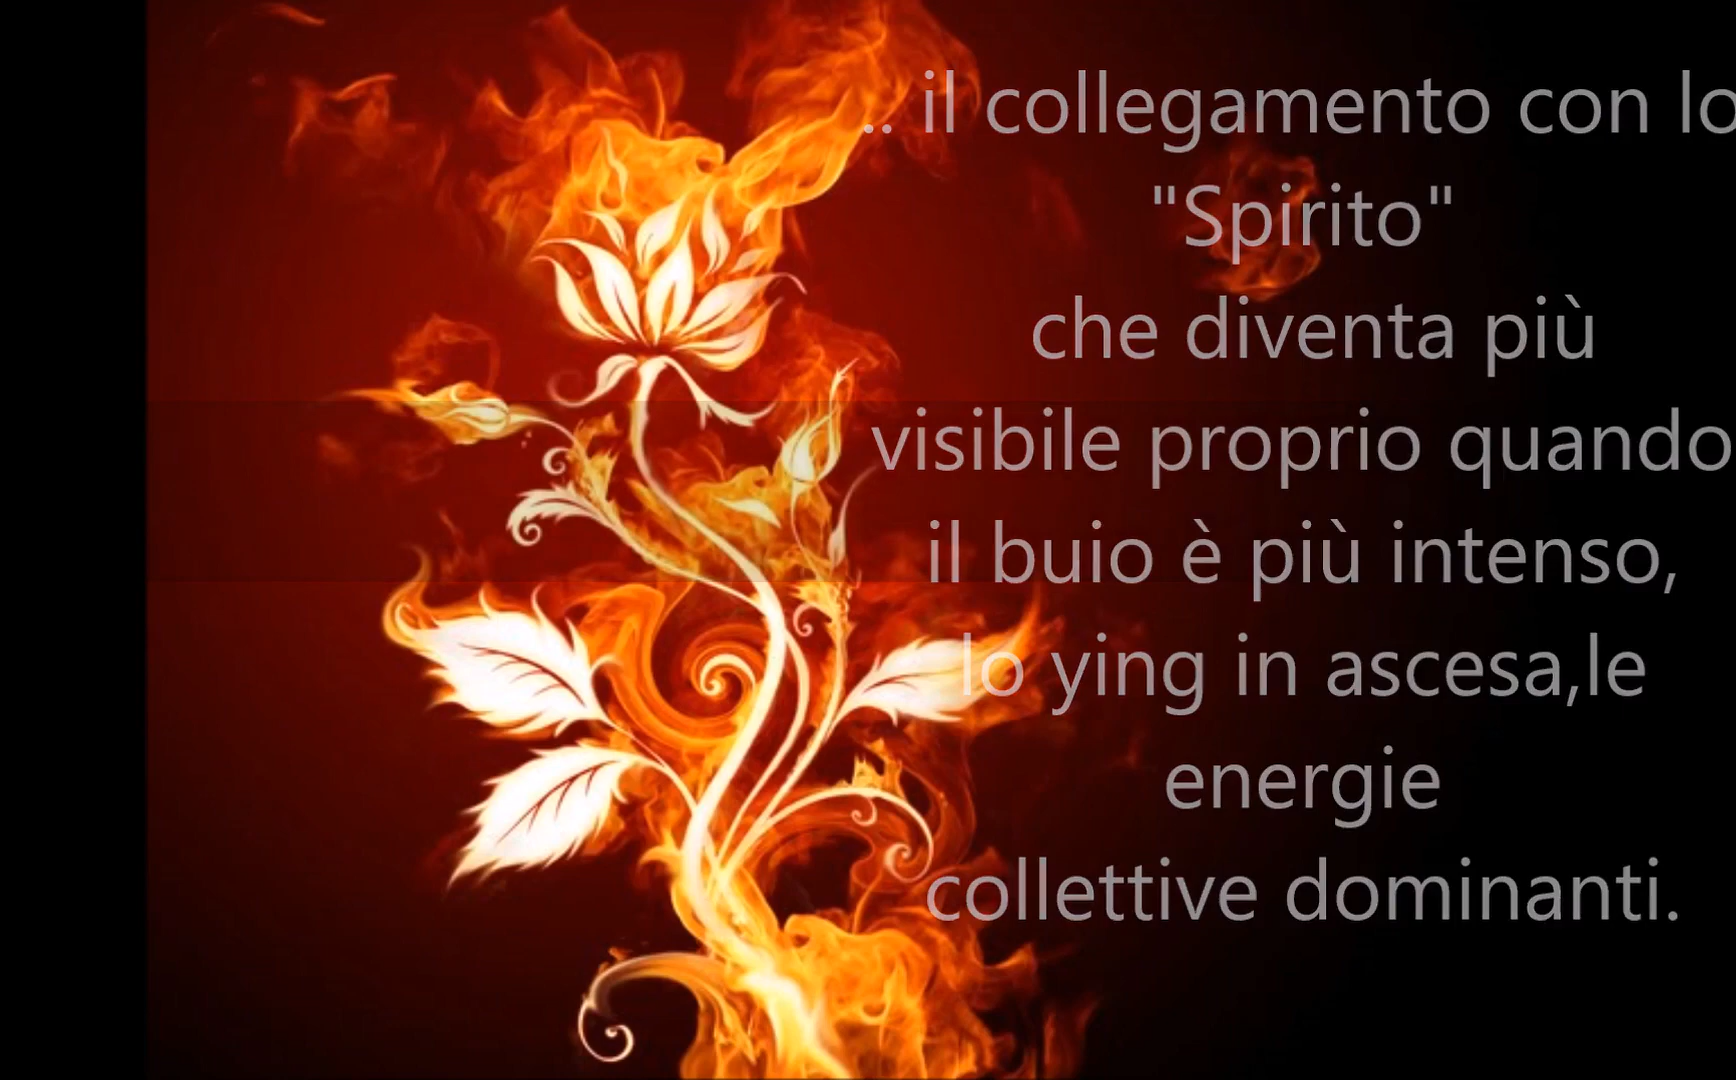 .. il collegamento con lo
"Spirito"
che diventa più
visibile proprio quando
il buio è più intenso,
lo ying in ascesa,le
energie
collettive dominanti.